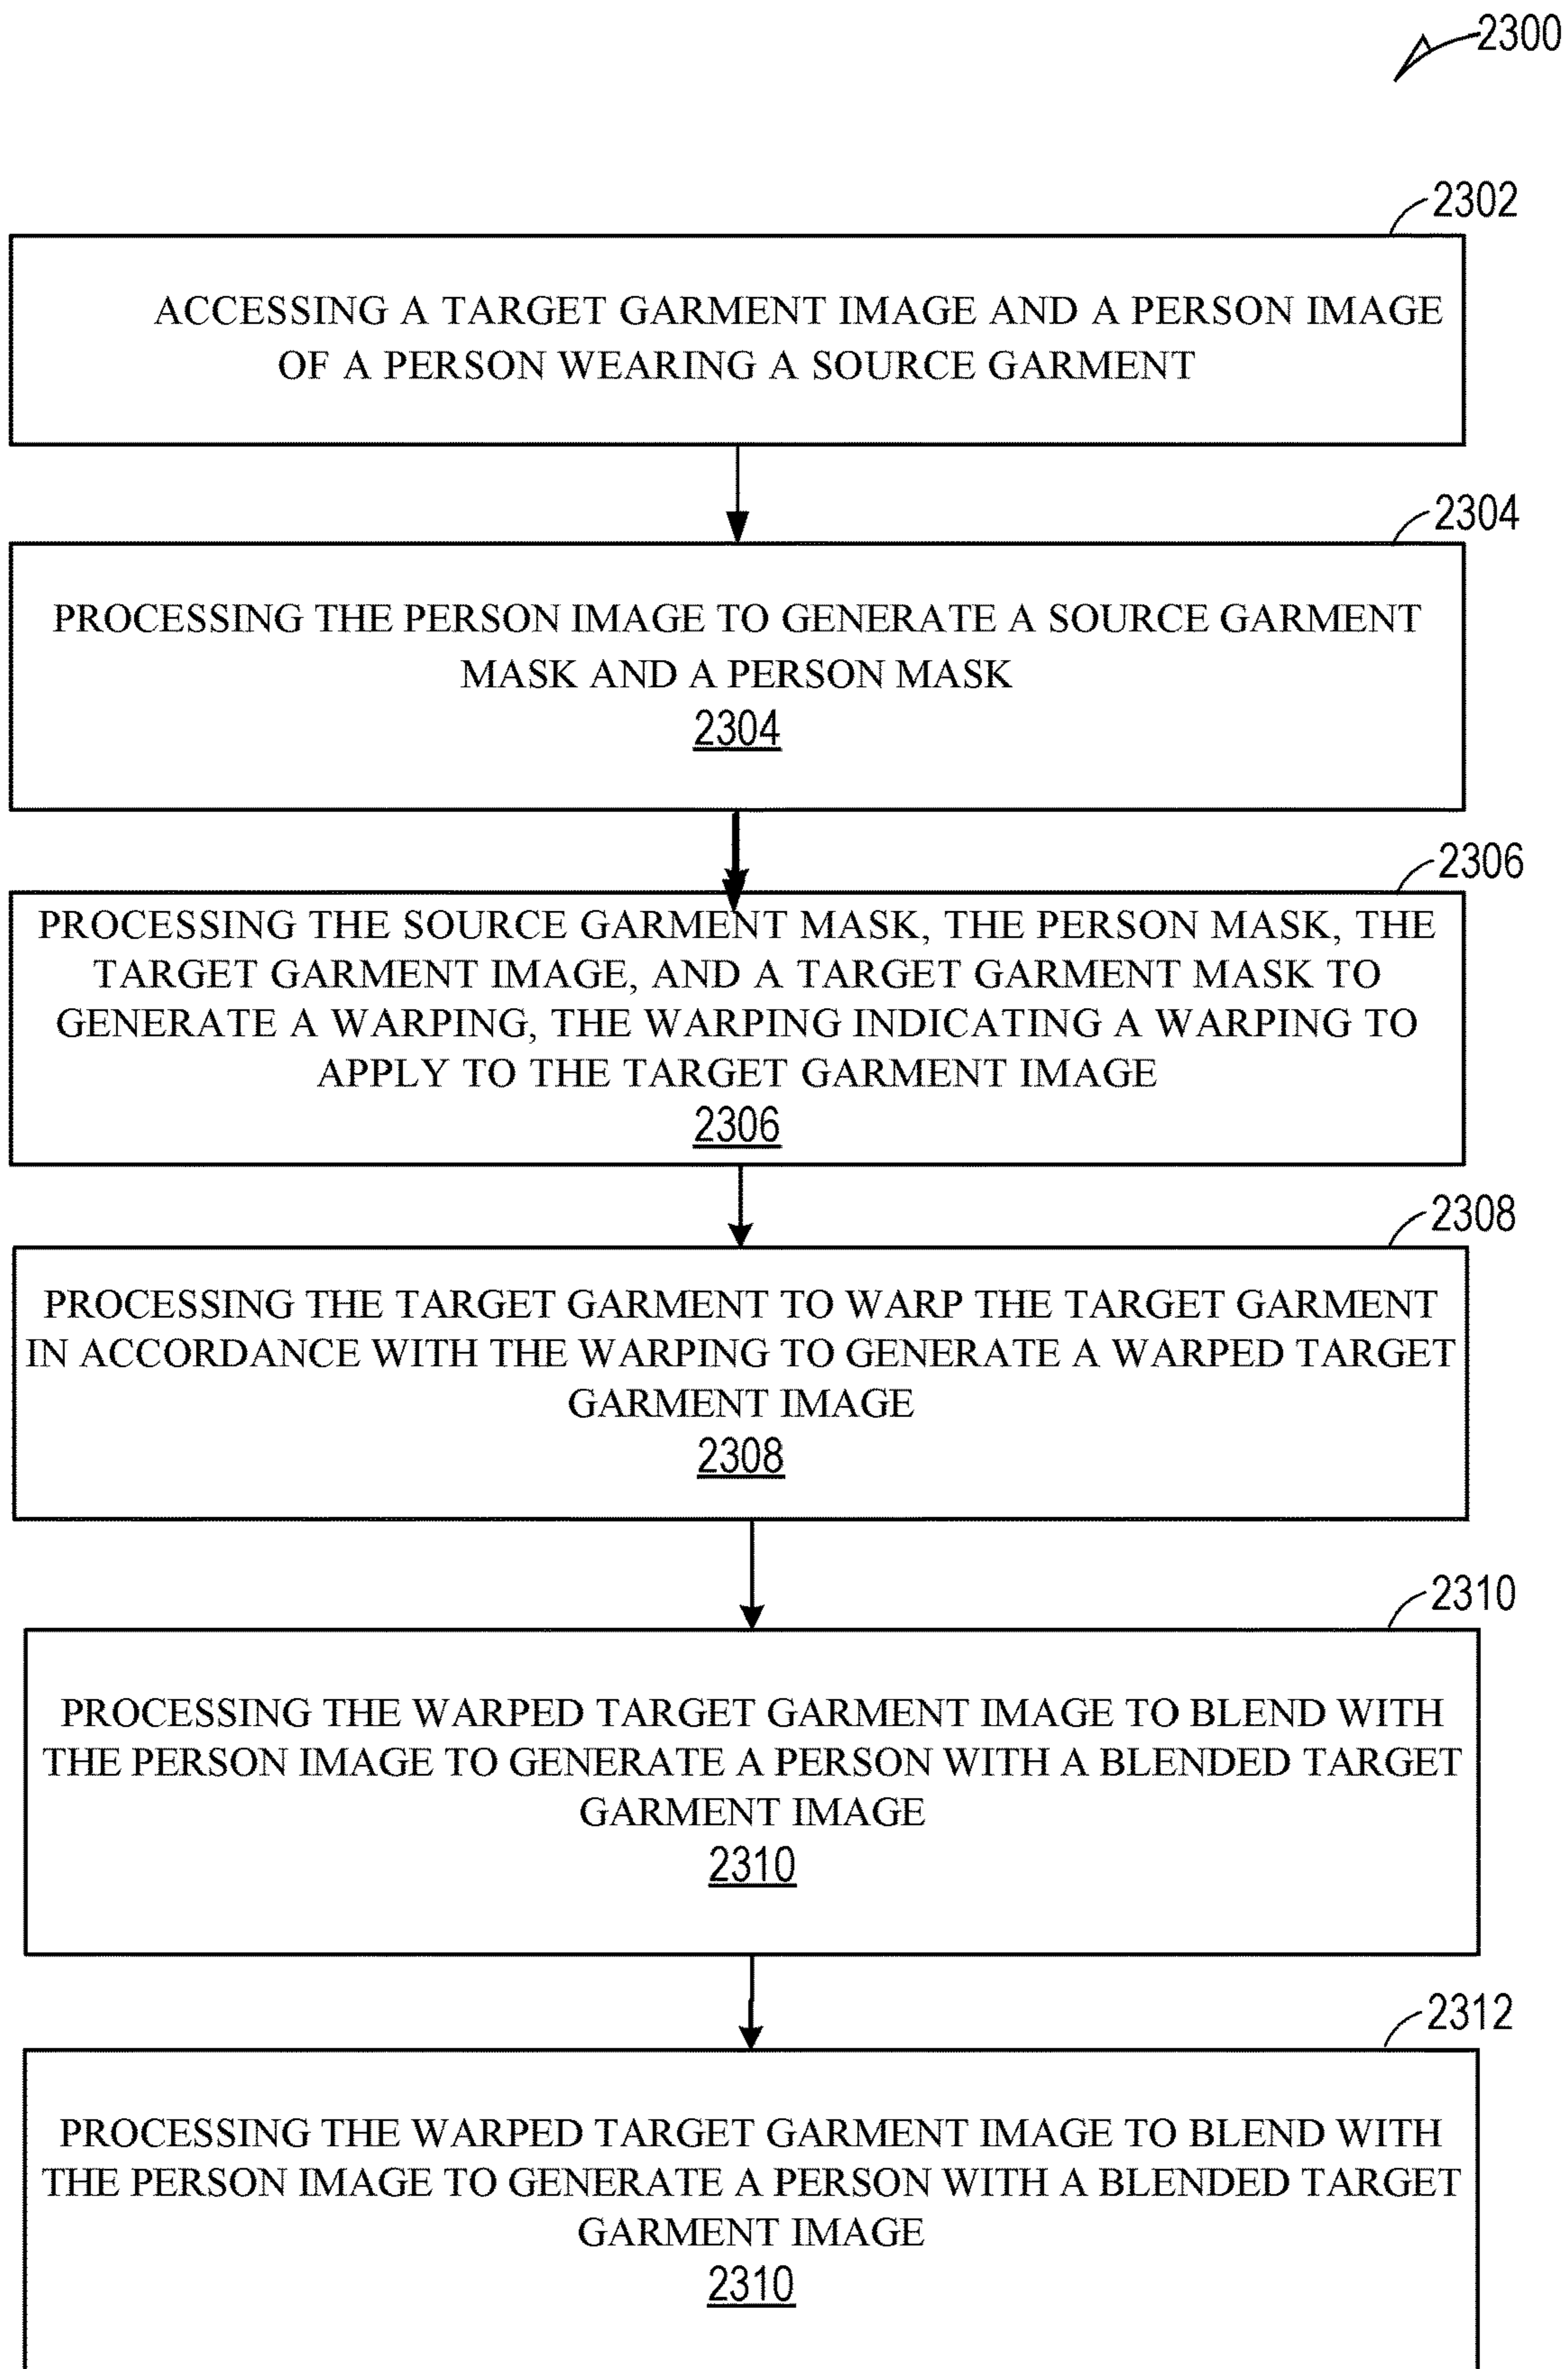 2300
2302
ACCESSING A TARGET GARMENT IMAGE AND A PERSON IMAGE
OF A PERSON WEARING A SOURCE GARMENT
2304
PROCESSING THE PERSON IMAGE TO GENERATE A SOURCE GARMENT
MASK AND A PERSON MASK
2304
2306
PROCESSING THE SOURCE GARMENT MASK, THE PERSON MASK, THE
TARGET GARMENT IMAGE, AND A TARGET GARMENT MASK TO
GENERATE A WARPING, THE WARPING INDICATING A WARPING TO
APPLY TO THE TARGET GARMENT IMAGE
2306
2308
PROCESSING THE TARGET GARMENT TO WARP THE TARGET GARMENT
IN ACCORDANCE WITH THE WARPING TO GENERATE A WARPED TARGET
GARMENT IMAGE
2308
2310
PROCESSING THE WARPED TARGET GARMENT IMAGE TO BLEND WITH
THE PERSON IMAGE TO GENERATE A PERSON WITH A BLENDED TARGET
GARMENT IMAGE
2310
2312
PROCESSING THE WARPED TARGET GARMENT IMAGE TO BLEND WITH
THE PERSON IMAGE TO GENERATE A PERSON WITH A BLENDED TARGET
GARMENT IMAGE
2310